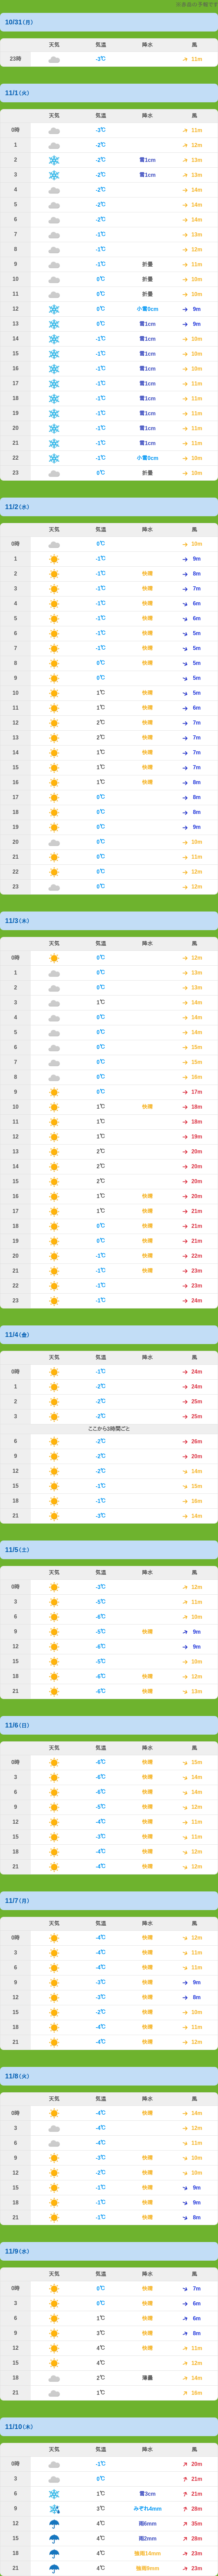 10/31(月)
天気 気温 降水 風
23時 -3℃ 11m
11/1(火)
天気 気温 降水 風
0時 -3℃ 11m
1 -2℃ 12m
2 -2℃ 雪1cm 13m
3 -2℃ 雪1cm 13m
4 -2℃ 14m
5 -2℃ 14m
6 -2℃ 14m
7 -1℃ 13m
8 -1℃ 12m
9 -1℃ 折曇 11m
10 0℃ 折曇 10m
11 0℃ 折曇 10m
12 0℃ 小雪0cm 9m
13 0℃ 雪1cm 9m
14 -1℃ 雪1cm 10m
15 -1℃ 雪1cm 10m
16 -1℃ 雪1cm 10m
17 -1℃ 雪1cm 11m
18 -1℃ 雪1cm 11m
19 -1℃ 雪1cm 11m
20 -1℃ 雪1cm 11m
21 -1℃ 雪1cm 11m
22 -1℃ 小雪0cm 10m
23 0℃ 折曇 10m
11/2(水)
天気 気温 降水 風
0時 0℃ 10m
1 -1℃ 9m
2 -1℃ 快晴 8m
3 -1℃ 快晴 7m
4 -1℃ 快晴 6m
5 -1℃ 快晴 6m
6 -1℃ 快晴 5m
7 -1℃ 快晴 5m
8 0℃ 快晴 5m
9 0℃ 5m
10 1℃ 快晴 5m
11 1℃ 快晴 6m
12 2℃ 快晴 7m
13 2℃ 快晴 7m
14 1℃ 快晴 7m
15 1℃ 快晴 7m
16 1℃ 快晴 8m
17 0℃ 8m
18 0℃ 8m
19 0℃ 9m
20 0℃ 10m
21 0℃ 11m
22 0℃ 12m
23 0℃ 12m
11/3(木)
天気 気温 降水 風
0時 0℃ 12m
1 0℃ 13m
2 0℃ 13m
3 1℃ 14m
4 0℃ 14m
5 0℃ 14m
6 0℃ 15m
7 0℃ 15m
8 0℃ 16m
9 0℃ 17m
10 1℃ 快晴 18m
11 1℃ 18m
12 1℃ 19m
13 2℃ 20m
14 2℃ 20m
15 2℃ 20m
16 1℃ 快晴 20m
17 1℃ 快晴 21m
18 0℃ 快晴 21m
19 0℃ 快晴 21m
20 -1℃ 快晴 22m
21 -1℃ 快晴 23m
22 -1℃ 23m
23 -1℃ 24m
11/4(金)
天気 気温 降水 風
0時 -1℃ 24m
1 -2℃ 24m
2 -2℃ 25m
3 -2℃ 25m
ここから3時間ごと
6 -2℃ 26m
9 -2℃ 20m
12 -2℃ 14m
15 -1℃ 15m
18 -1℃ 16m
21 -3℃ 14m
11/5(土)
天気 気温 降水 風
0時 -3℃ 12m
3 -5℃ 11m
6 -6℃ 10m
9 -5℃ 快晴 9m
12 -6℃ 9m
15 -5℃ 10m
18 -6℃ 快晴 12m
21 -6℃ 快晴 13m
11/6(日)
天気 気温 降水 風
0時 -6℃ 快晴 15m
3 -6℃ 快晴 14m
6 -6℃ 快晴 14m
9 -5℃ 快晴 12m
12 -4℃ 快晴 11m
15 -3℃ 快晴 11m
18 -4℃ 快晴 12m
21 -4℃ 快晴 12m
11/7(月)
天気 気温 降水 風
0時 -4℃ 快晴 12m
3 -4℃ 快晴 11m
6 -4℃ 快晴 11m
9 -3℃ 快晴 9m
12 -3℃ 快晴 8m
15 -2℃ 快晴 10m
18 -4℃ 快晴 11m
21 -4℃ 快晴 12m
11/8(火)
天気 気温 降水 風
0時 -4℃ 快晴 14m
3 -4℃ 12m
6 -4℃ 11m
9 -3℃ 快晴 10m
12 -2℃ 快晴 10m
15 -1℃ 快晴 9m
18 -1℃ 快晴 9m
21 -1℃ 快晴 8m
11/9(水)
天気 気温 降水 風
0時 0℃ 快晴 7m
3 0℃ 快晴 6m
6 1℃ 快晴 6m
9 3℃ 快晴 8m
12 4℃ 快晴 11m
15 4℃ 12m
18 2℃ 薄曇 14m
21 1℃ 16m
11/10(木)
天気 気温 降水 風
0時 -1℃ 20m
3 0℃ 21m
6 1℃ 雪3cm 21m
9 3℃ みぞれ4mm 28m
12 4℃ 雨6mm 35m
15 4℃ 雨2mm 28m
18 4℃ 強雨14mm 23m
21 4℃ 強雨8mm 23m